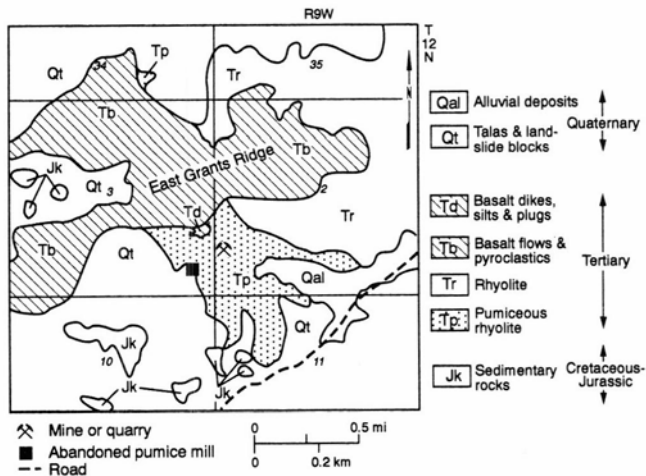 R9W
T
12
N
Qt
34
Tp
Tr
35
N
Tb
East Grants Ridge
Tb
Jk
Qt
3
2
Td
Tr
Tb
Qt
Tp
Qal
Qt
Jk
10
Jk
Jk
11
Qal Alluvial deposits
Quaternary
Qt Talas & land-
slide blocks
Td Basalt dikes,
silts & plugs
Tb Basalt flows &
pyroclastics
Tertiary
Tr Rhyolite
Tp Pumiceous
rhyolite
Jk Sedimentary
rocks
Cretaceous-
Jurassic
Mine or quarry
Abandoned pumice mill
Road
0 0.5 mi
0 0.2 km